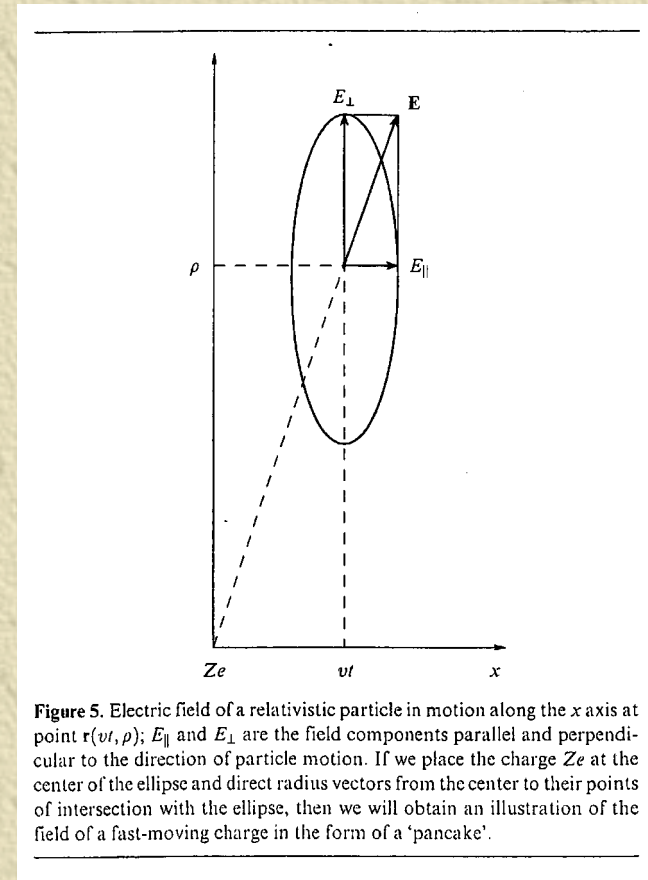 E⊥ E
ρ E||
Ze vt x
Figure 5. Electric field of a relativistic particle in motion along the x axis at
point r(vt, ρ); E|| and E⊥ are the field components parallel and perpendi-
cular to the direction of particle motion. If we place the charge Ze at the
center of the ellipse and direct radius vectors from the center to their points
of intersection with the ellipse, then we will obtain an illustration of the
field of a fast-moving charge in the form of a ‘pancake’.